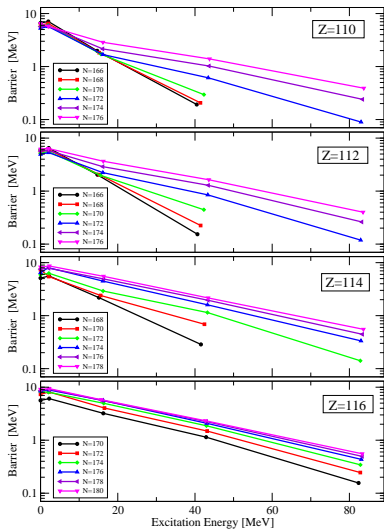 Z=110
Barrier [MeV]
10
1
0.1
N=166
N=168
N=170
N=172
N=174
N=176
Z=112
Barrier [MeV]
10
1
0.1
N=166
N=168
N=170
N=172
N=174
N=176
Z=114
Barrier [MeV]
10
1
0.1
N=168
N=170
N=172
N=174
N=176
N=178
Z=116
Barrier [MeV]
10
1
0.1
N=170
N=172
N=174
N=176
N=178
N=180
0 20 40 60 80
Excitation Energy [MeV]